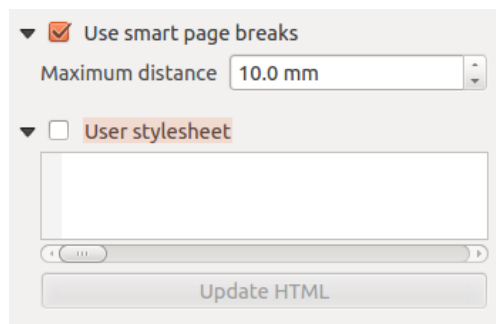 Use smart page breaks
Maximum distance 10.0 mm
User stylesheet
Update HTML